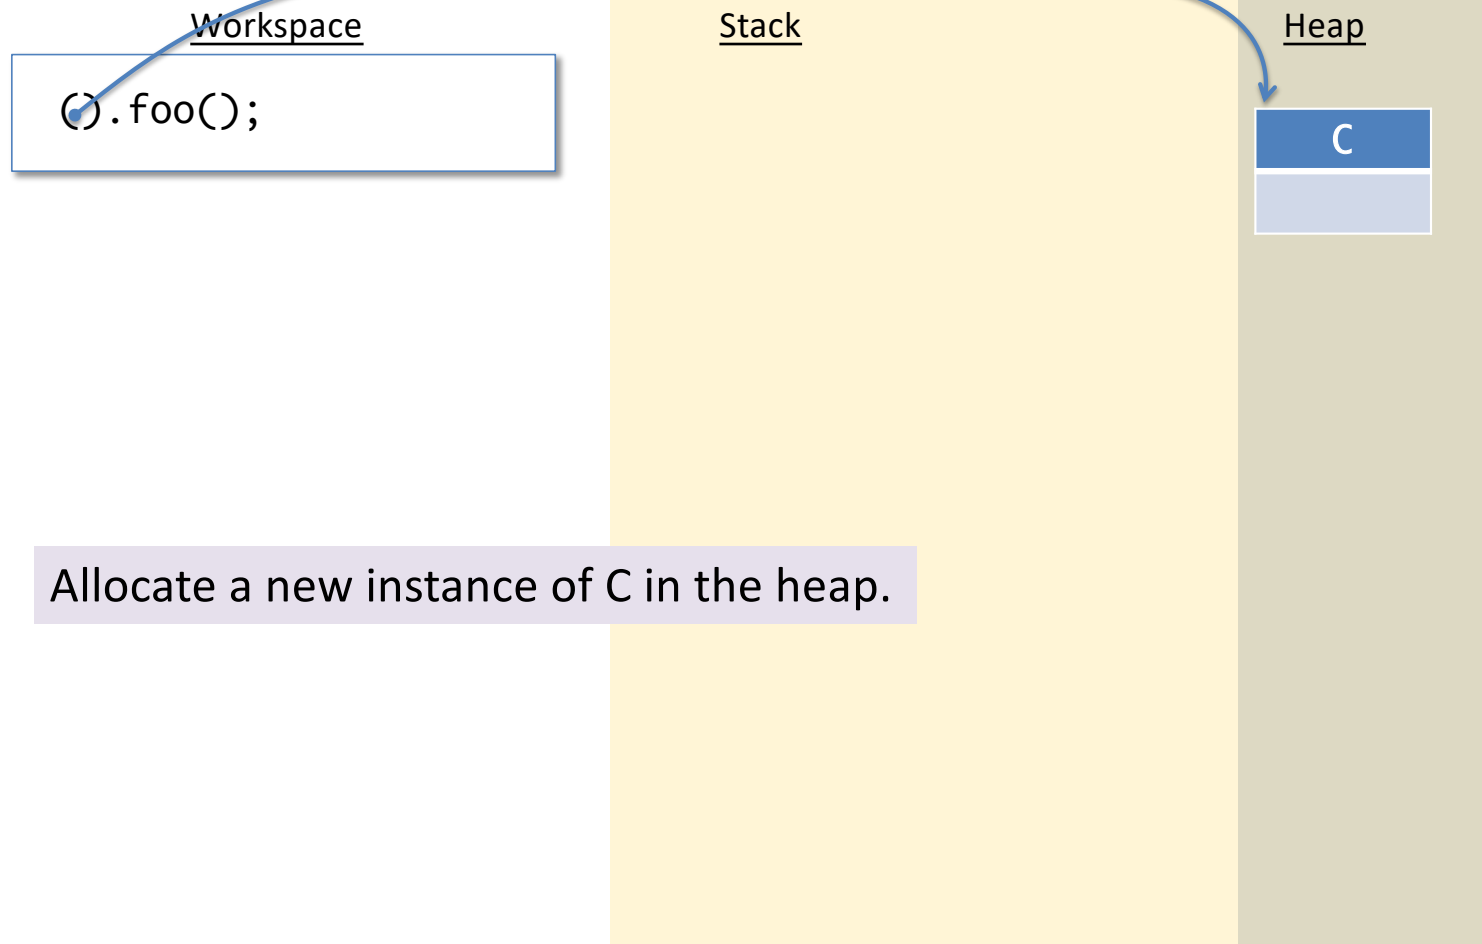 Workspace
Stack
Heap
().foo();
C
Allocate a new instance of C in the heap.